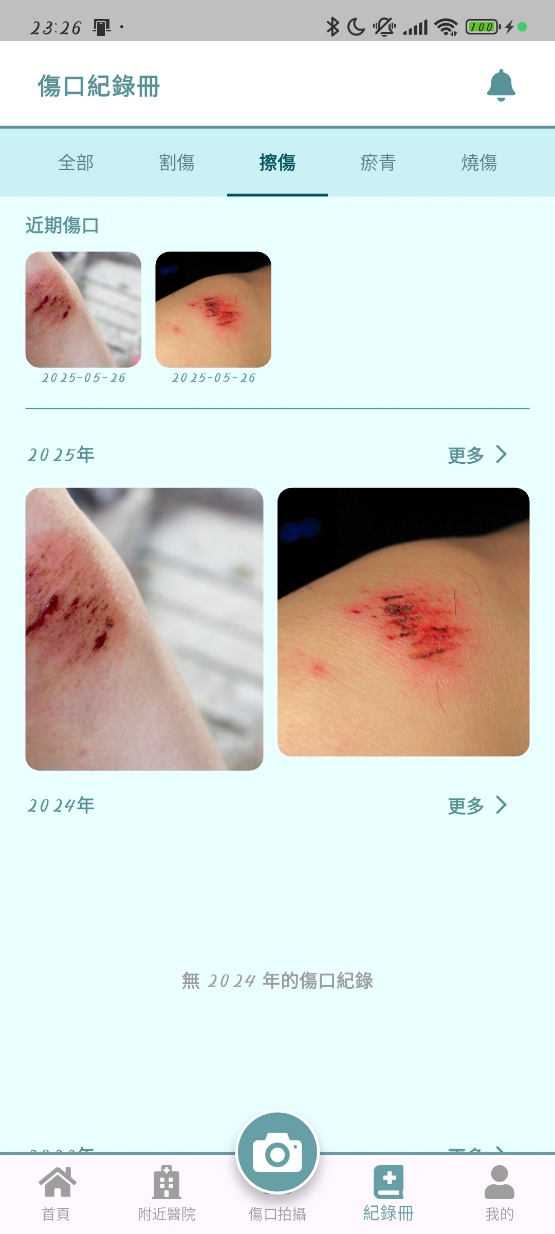 23:26
100
傷口紀錄冊
全部 割傷 擦傷 瘀青 燒傷
近期傷口
2025-05-26 2025-05-26
2025年 更多
2024年 更多
無 2024 年的傷口紀錄
首頁 附近醫院 傷口拍攝 紀錄冊 我的